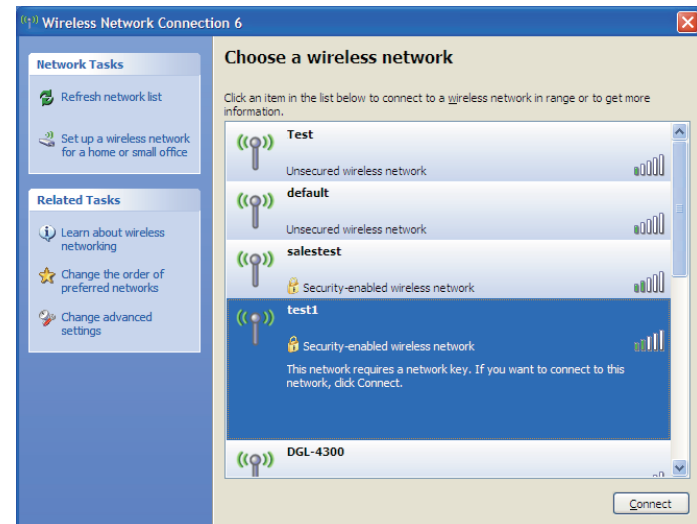 Wireless Network Connection 6
Network Tasks
Refresh network list
Set up a wireless network
for a home or small office
Related Tasks
Learn about wireless
networking
Change the order of
preferred networks
Change advanced
settings
Choose a wireless network
Click an item in the list below to connect to a wireless network in range or to get more
information.
Test
Unsecured wireless network
default
Unsecured wireless network
salestest
Security-enabled wireless network
test1
Security-enabled wireless network
This network requires a network key. If you want to connect to this
network, click Connect.
DGL-4300
Connect